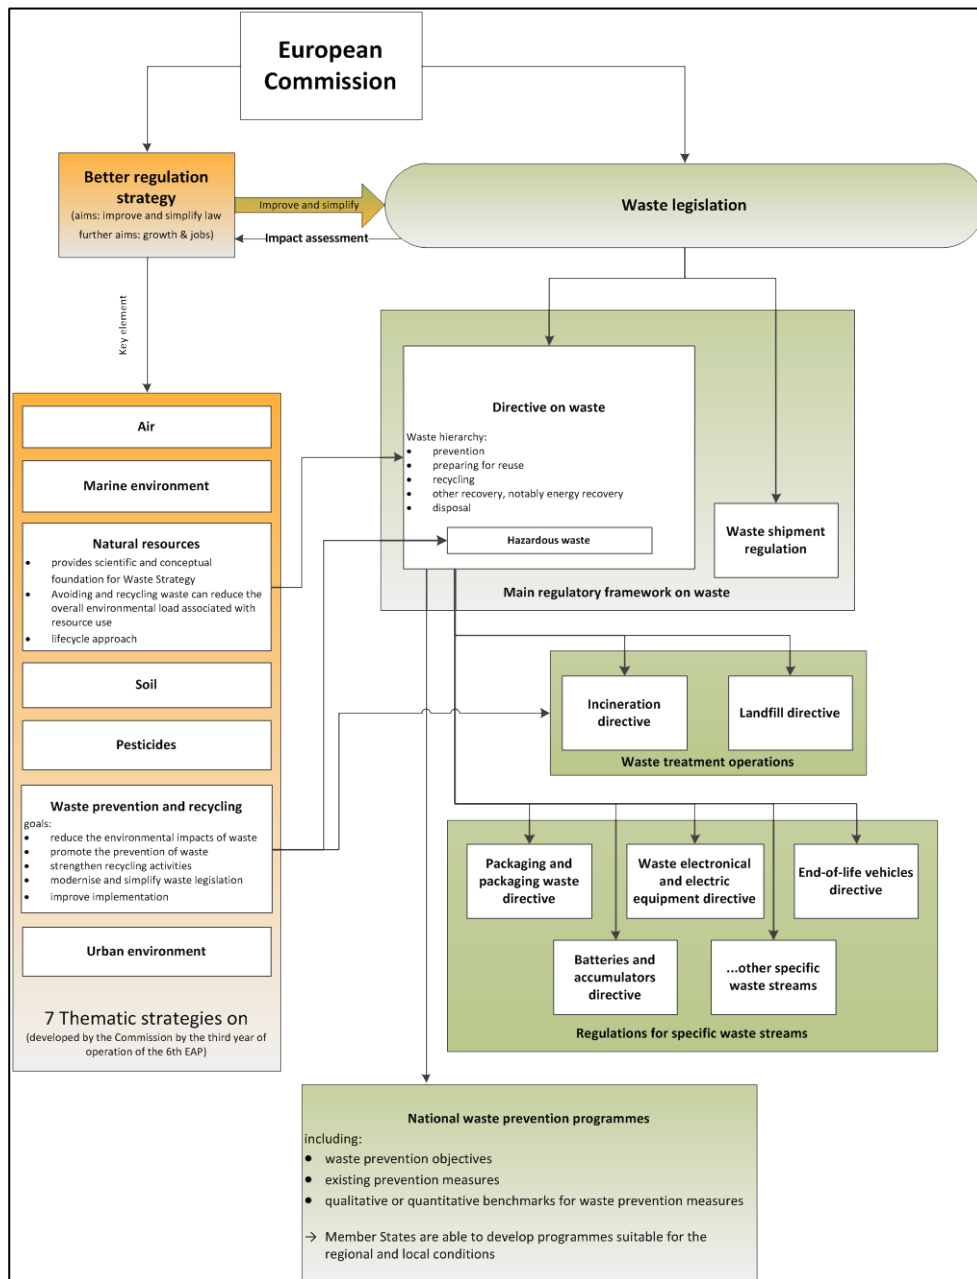 European
Commission
Better regulation
strategy
(aims: improve and simplify law
further aims: growth & jobs)
Improve and simplify
Impact assessment
Waste legislation
Key element
Air
Marine environment
Natural resources
• provides scientific and conceptual
foundation for Waste Strategy
• Avoiding and recycling waste can reduce the
overall environmental load associated with
resource use
• lifecycle approach
Soil
Pesticides
Waste prevention and recycling
goals:
• reduce the environmental impacts of waste
• promote the prevention of waste
• strengthen recycling activities
• modernise and simplify waste legislation
• improve implementation
Urban environment
7 Thematic strategies on
(developed by the Commission by the third year of
operation of the 6th EAP)
Directive on waste
Waste hierarchy:
• prevention
• preparing for reuse
• recycling
• other recovery, notably energy recovery
• disposal
Hazardous waste
Waste shipment
regulation
Main regulatory framework on waste
Incineration
directive
Landfill directive
Waste treatment operations
Packaging and
packaging waste
directive
Waste electronical
and electric
equipment directive
End-of-life vehicles
directive
Batteries and
accumulators
directive
...other specific
waste streams
Regulations for specific waste streams
National waste prevention programmes
including:
• waste prevention objectives
• existing prevention measures
• qualitative or quantitative benchmarks for waste prevention measures
→ Member States are able to develop programmes suitable for the
regional and local conditions